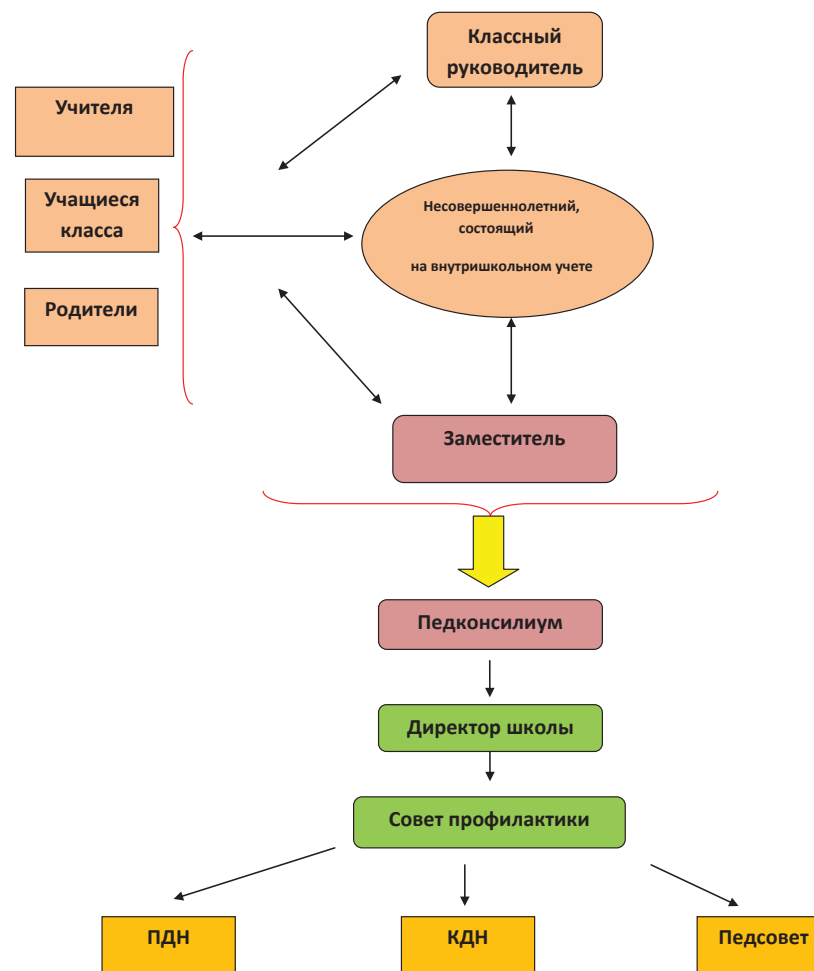 Классный
руководитель
Учителя
Учащиеся
класса
Родители
Несовершеннолетний,
состоящий
на внутришкольном учете
Заместитель
Педконсилиум
Директор школы
Совет профилактики
ПДН
КДН
Педсовет